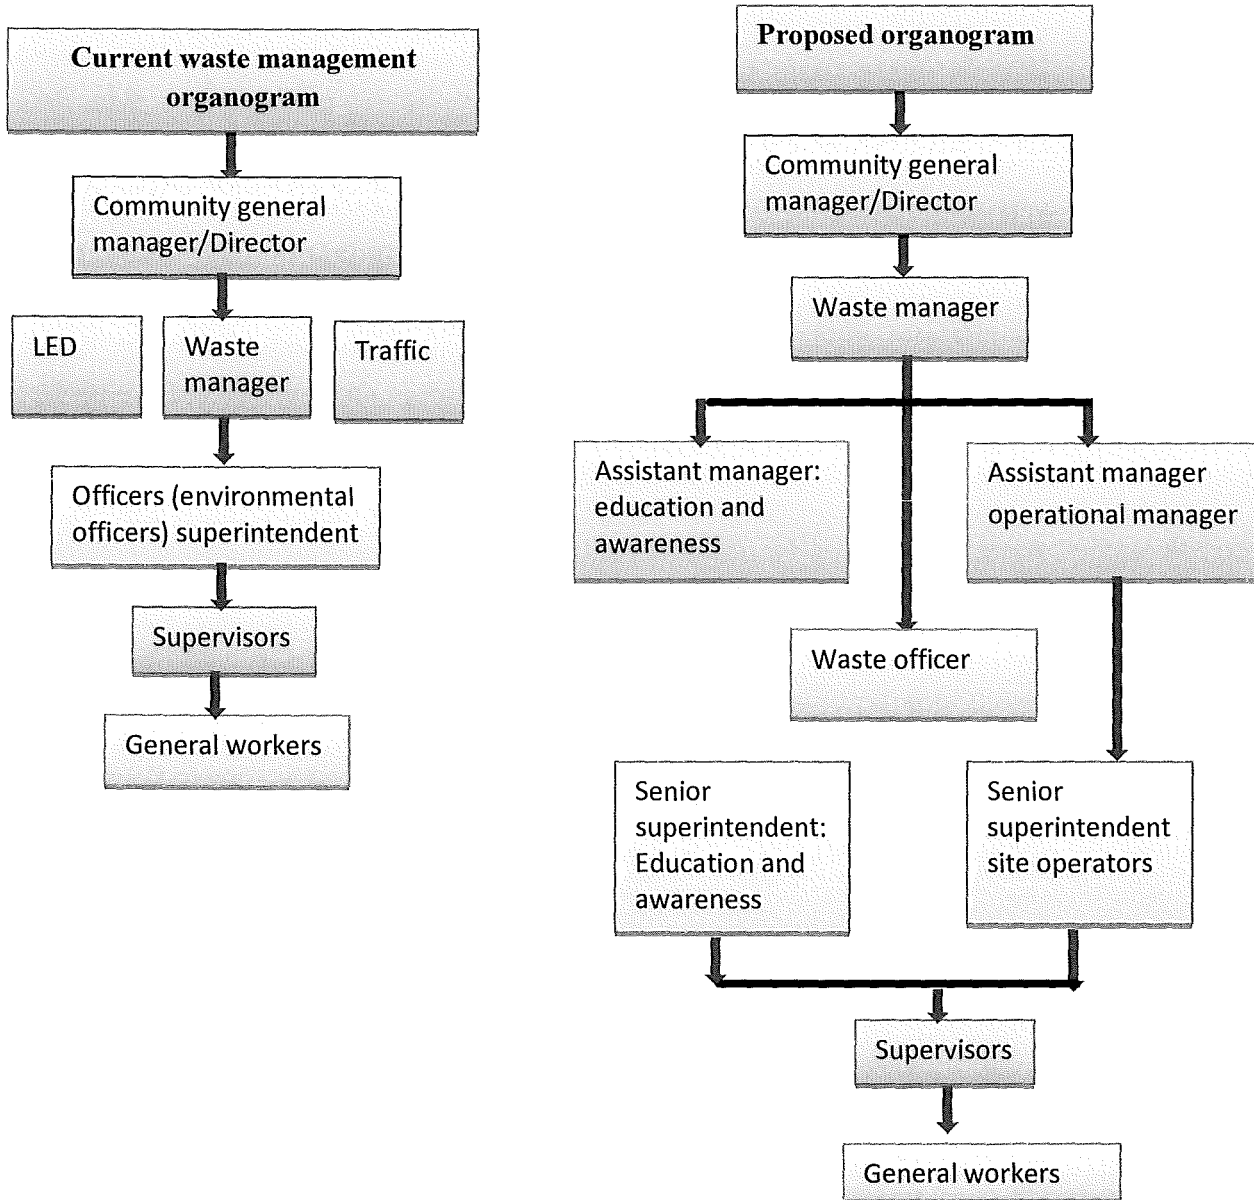 Current waste management
organogram
Community general
manager/Director
LED
Waste
manager
Traffic
Officers (environmental
officers) superintendent
Supervisors
General workers
Proposed organogram
Community general
manager/Director
Waste manager
Assistant manager:
education and
awareness
Assistant manager
operational manager
Waste officer
Senior
superintendent:
Education and
awareness
Senior
superintendent
site operators
Supervisors
General workers